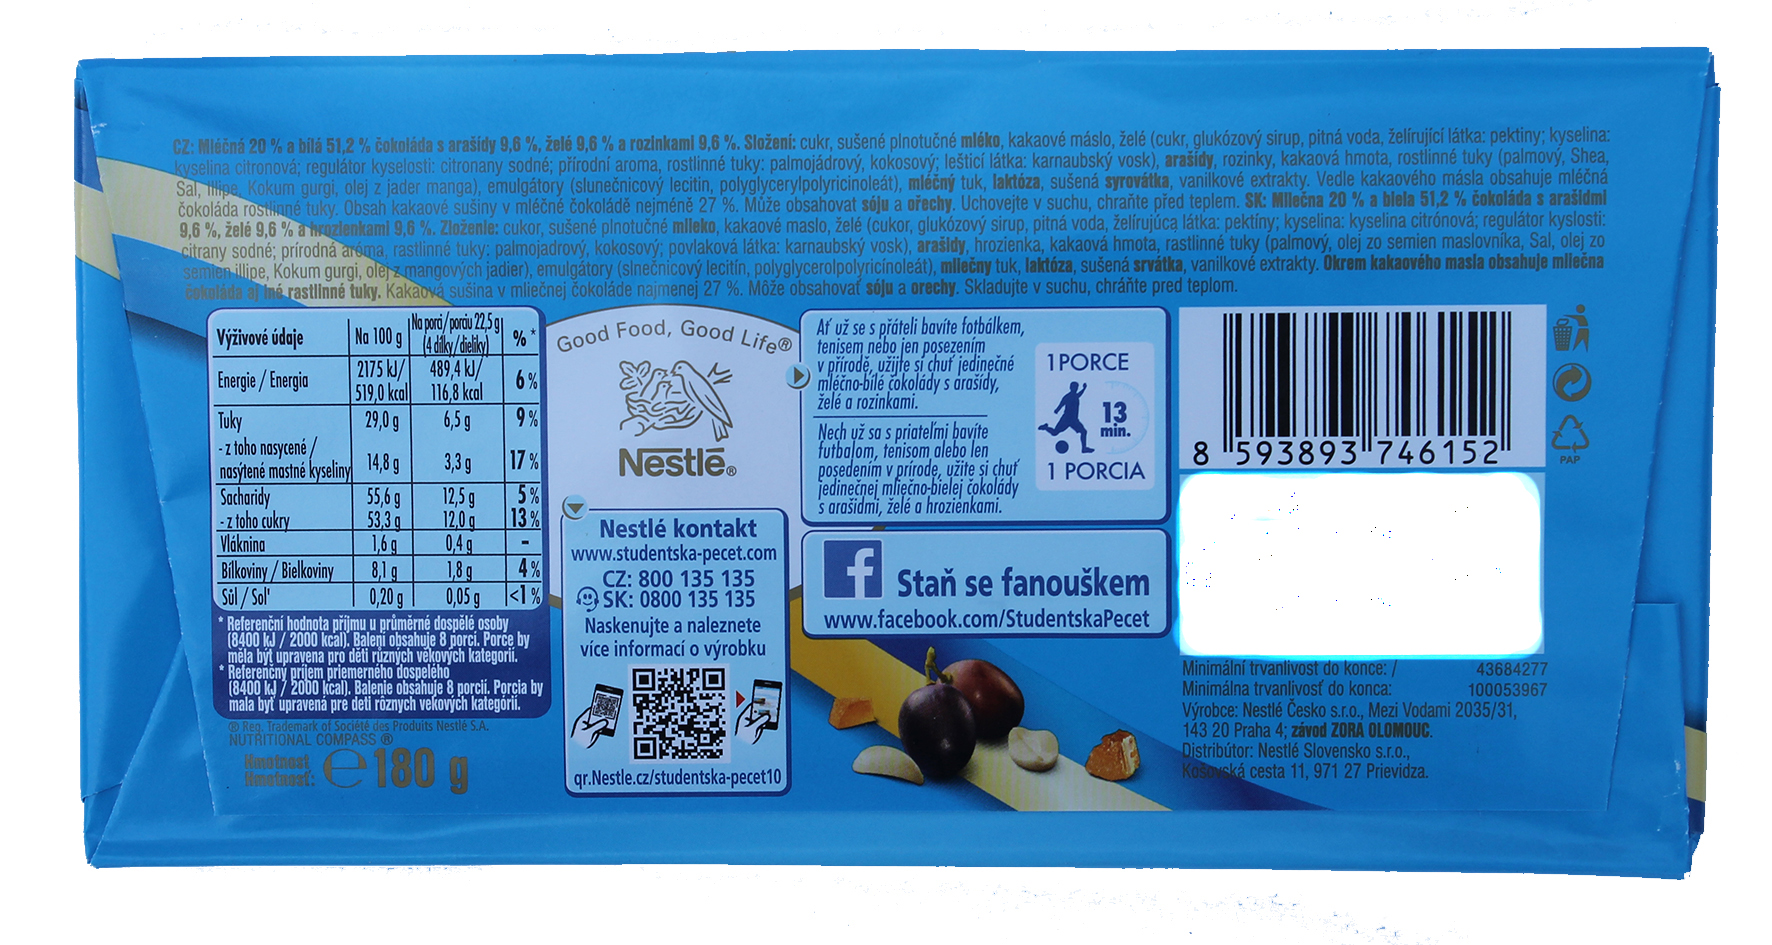 CZ: Mléčná 20 % a bílá 51,2 % čokoláda s arašídy 9,6 %, želé 9,6 % a rozinkami 9,6 %. Složení: cukr, sušené plnotučné mléko, kakaové máslo, želé (cukr, glukózový sirup, pitná voda, želírující látka: pektiny; kyselina:
kyselina citronová; regulátor kyselosti: citronany sodné; přírodní aroma, rostlinné tuky: palmojádrový, kokosový; lešticí látka: karnaubský vosk), arašídy, rozinky, kakaová hmota, rostlinné tuky (palmový, Shea,
Sal, Illipe, Kokum gurgi, olej z jader manga), emulgátory (slunečnicový lecitin, polyglycerylpolyricinoleát), mléčný tuk, laktóza, sušená syrovátka, vanilkové extrakty. Vedle kakaového másla obsahuje mléčná
čokoláda rostlinné tuky. Obsah kakaové sušiny v mléčné čokoládě nejméně 27 %. Může obsahovat sóju a ořechy. Uchovejte v suchu, chraňte před teplem. SK: Mliečna 20 % a biela 51,2 % čokoláda s arašidmi
9,6 %, želé 9,6 % a hrozienkami 9,6 %. Zloženie: cukor, sušené plnotučné mlieko, kakaové maslo, želé (cukor, glukózový sirup, pitná voda, želírujúca látka: pektíny; kyselina: kyselina citrónová; regulátor kyslosti:
citrany sodné; prírodná aróma, rastlinné tuky: palmojadrový, kokosový; povlaková látka: karnaubský vosk), arašidy, hrozienka, kakaová hmota, rastlinné tuky (palmový, olej zo semien maslovníka, Sal, olej zo
semien illipe, Kokum gurgi, olej z mangových jadier), emulgátory (slnečnicový lecitín, polyglycerolpolyricínoleát), mliečny tuk, laktóza, sušená srvátka, vanilkové extrakty. Okrem kakaového masla obsahuje mliečna
čokoláda aj iné rastlinné tuky. Kakaová sušina v mliečnej čokoláde najmenej 27 %. Môže obsahovať sóju a orechy. Skladujte v suchu, chráňte pred teplom.
Výživové údaje Na 100 g Na porci/porciu 22,5 g (4 dílky/dieliky) %*
Energie / Energia 2175 kJ/ 519,0 kcal 489,4 kJ/ 116,8 kcal 6 %
Tuky 29,0 g 6,5 g 9 %
- z toho nasycené /
nasýtené mastné kyseliny 14,8 g 3,3 g 17 %
Sacharidy 55,6 g 12,5 g 5 %
- z toho cukry 53,3 g 12,0 g 13 %
Vláknina 1,6 g 0,4 g -
Bílkoviny / Bielkoviny 8,1 g 1,8 g 4 %
Sůl / Soľ 0,20 g 0,05 g <1 %
* Referenční hodnota příjmu u průměrné dospělé osoby
(8400 kJ / 2000 kcal). Balení obsahuje 8 porcí. Porce by
měla být upravena pro děti různých věkových kategorií.
* Referenčný príjem priemerného dospelého
(8400 kJ / 2000 kcal). Balenie obsahuje 8 porcií. Porcia by
mala byť upravená pre deti rôznych vekových kategórií.
® Reg. Trademark of Société des Produits Nestlé S.A.
NUTRITIONAL COMPASS ®
Hmotnost
Hmotnosť: e 180 g
Good Food, Good Life®
Nestlé®
Nestlé kontakt
www.studentska-pecet.com
CZ: 800 135 135
SK: 0800 135 135
Naskenujte a naleznete
více informací o výrobku
qr.Nestle.cz/studentska-pecet10
Ať už se s přáteli bavíte fotbálkem,
tenisem nebo jen posezením
v přírodě, užijte si chuť jedinečné
mléčno-bílé čokolády s arašídy,
želé a rozinkami.
Nech už sa s priateľmi bavíte
futbalom, tenisom alebo len
posedením v prírode, užite si chuť
jedinečnej mliečno-bielej čokolády
s arašidmi, želé a hrozienkami.
1 PORCE
13
min.
1 PORCIA
f Staň se fanouškem
www.facebook.com/StudentskaPecet
8 593893 746152
PAP
Minimální trvanlivost do konce: / 43684277
Minimálna trvanlivosť do konca: 100053967
Výrobce: Nestlé Česko s.r.o., Mezi Vodami 2035/31,
143 20 Praha 4; závod ZORA OLOMOUC.
Distribútor: Nestlé Slovensko s.r.o.,
Košovská cesta 11, 971 27 Prievidza.